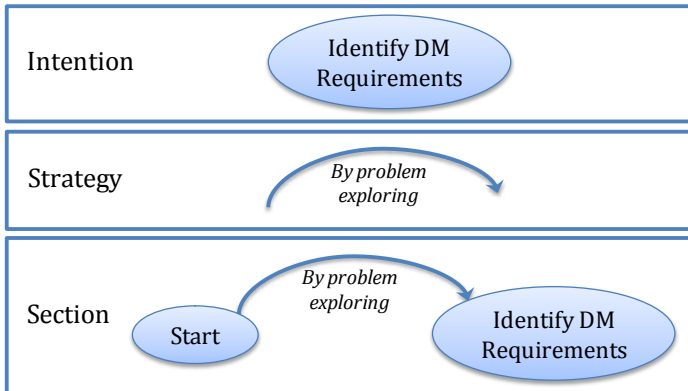 Intention
Identify DM
Requirements
Strategy
By problem
exploring
Section
Start
By problem
exploring
Identify DM
Requirements